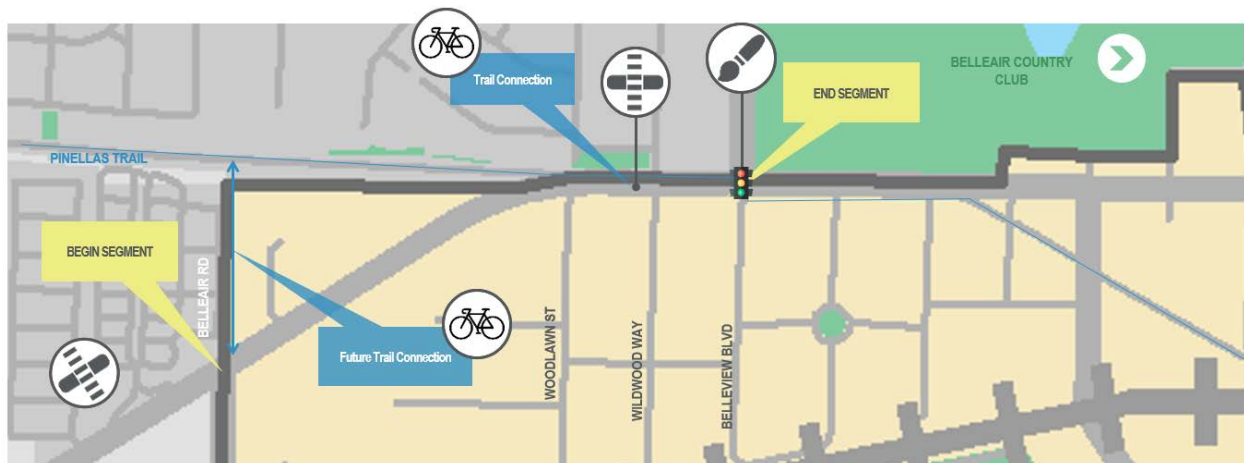 Trail Connection
BELLEAIR COUNTRY
CLUB
END SEGMENT
PINELLAS TRAIL
BEGIN SEGMENT
BELLEAIR RD
Future Trail Connection
WOODLAWN ST
WILDWOOD WAY
BELLEVIEW BLVD